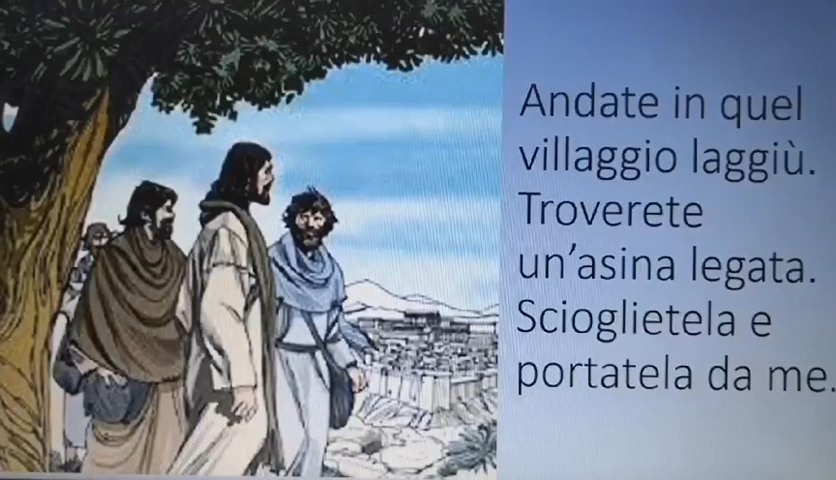 Andate in quel
villaggio laggiù.
Troverete
un'asina legata.
Scioglietela e
portatela da me.